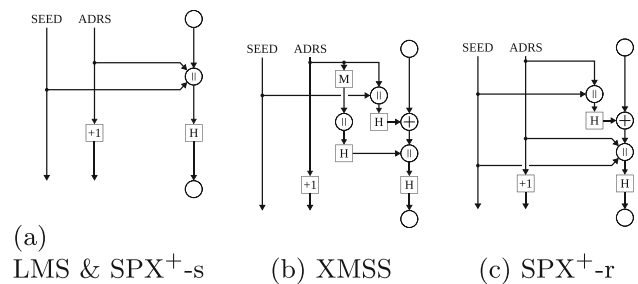 SEED ADRS
||
+1
H
(a)
LMS & SPX⁺-s
SEED ADRS
M
||
||
H
+
H
||
+1
H
(b) XMSS
SEED ADRS
||
H
+
||
+1
H
(c) SPX⁺-r